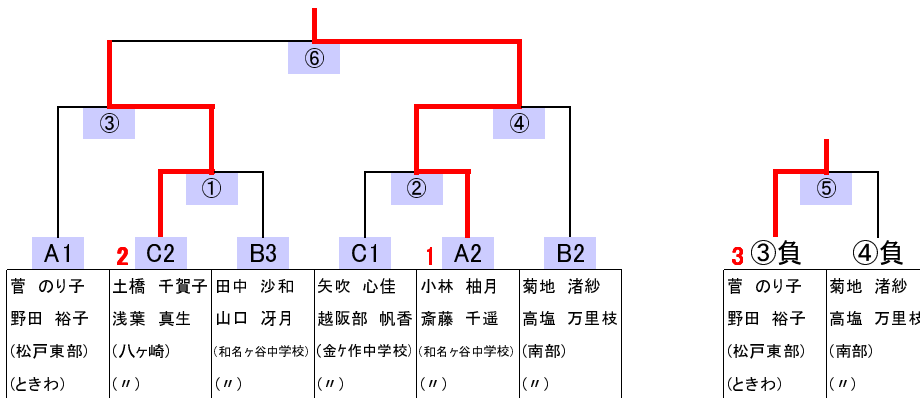 ⑥
③ ④
① ② ⑤
A1 2 C2 B3 C1 1 A2 B2 3 ③負 ④負
菅 のり子 土橋 千賀子 田中 沙和 矢吹 心佳 小林 柚月 菊地 渚紗 菅 のり子 菊地 渚紗
野田 裕子 浅葉 真生 山口 冴月 越阪部 帆香 斎藤 千遥 高塩 万里枝 野田 裕子 高塩 万里枝
(松戸東部) (八ヶ崎) (和名ヶ谷中学校) (金ケ作中学校) (和名ヶ谷中学校) (南部) (松戸東部) (南部)
(ときわ) (〃) (〃) (〃) (〃) (〃) (ときわ) (〃)